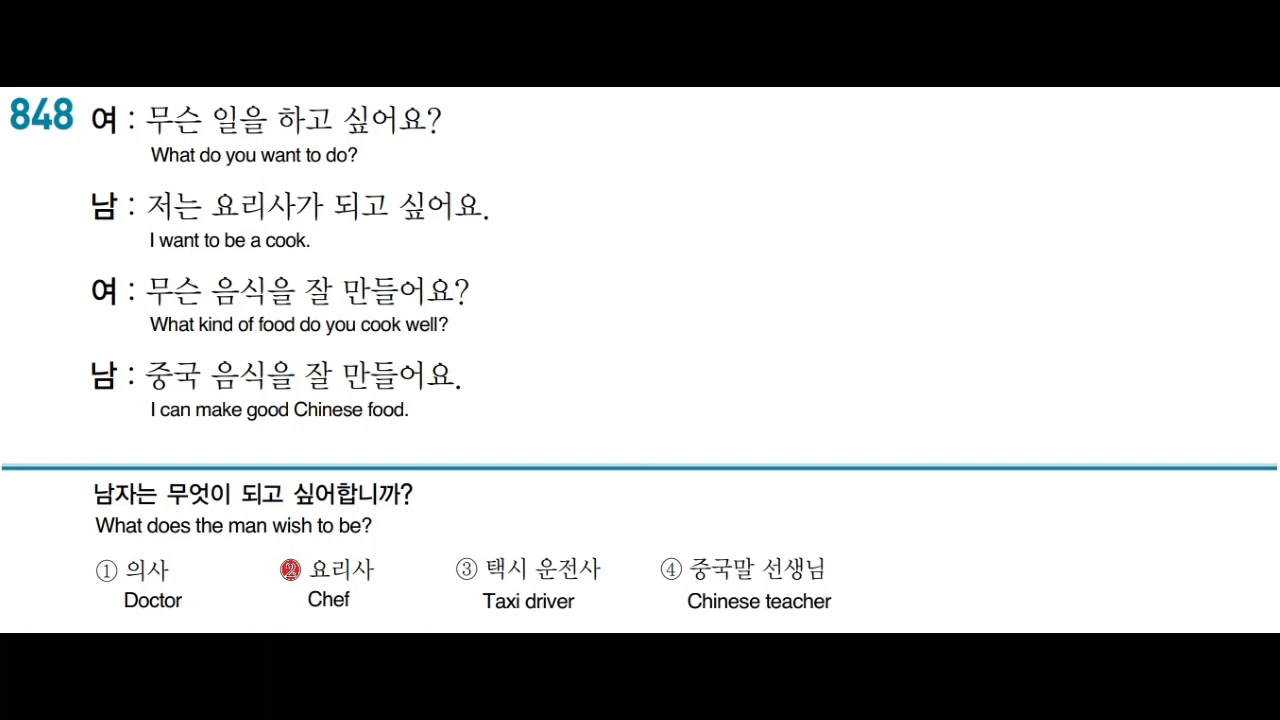 848 여 : 무슨 일을 하고 싶어요?
What do you want to do?
남 : 저는 요리사가 되고 싶어요.
I want to be a cook.
여 : 무슨 음식을 잘 만들어요?
What kind of food do you cook well?
남 : 중국 음식을 잘 만들어요.
I can make good Chinese food.
남자는 무엇이 되고 싶어합니까?
What does the man wish to be?
① 의사 ② 요리사 ③ 택시 운전사 ④ 중국말 선생님
Doctor Chef Taxi driver Chinese teacher